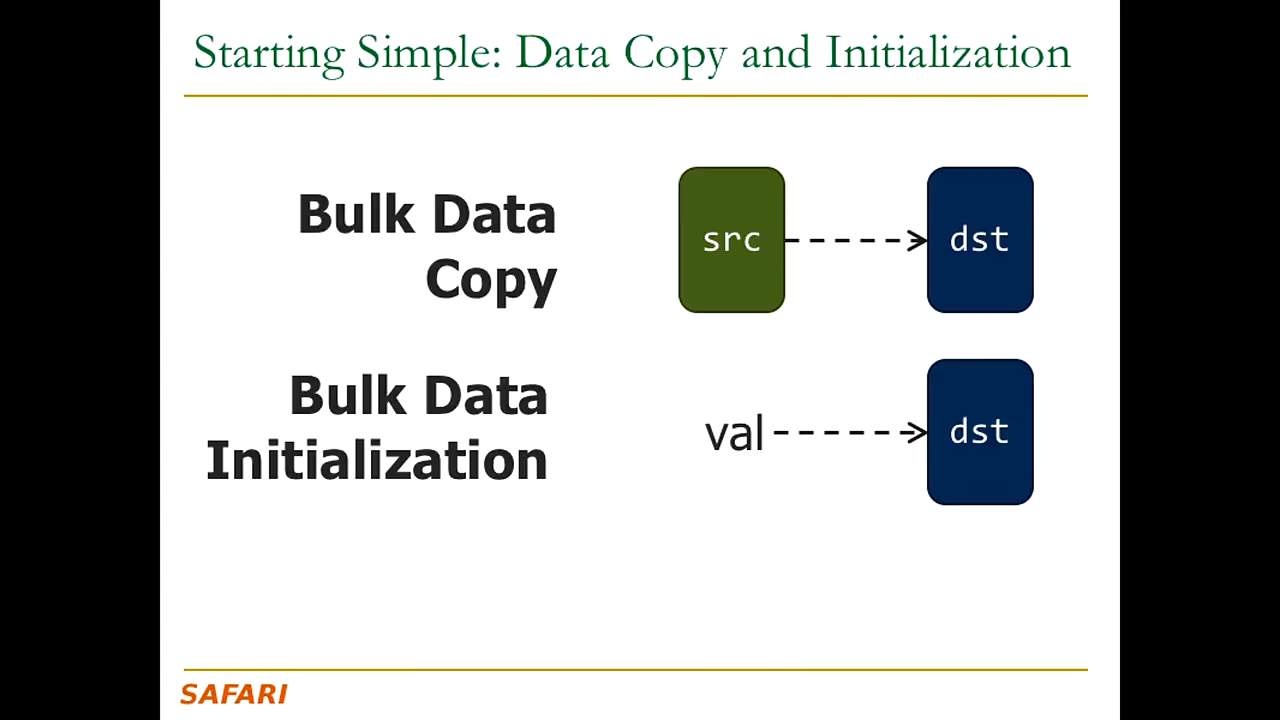 Starting Simple: Data Copy and Initialization
Bulk Data
Copy
src
dst
Bulk Data
Initialization
val
dst
SAFARI